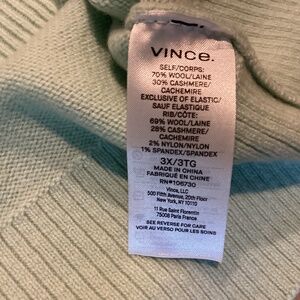 VINCE.
SELF/CORPS:
70% WOOL/LAINE
30% CASHMERE/
CACHEMIRE
EXCLUSIVE OF ELASTIC/
SAUF ELASTIQUE
RIB/CÔTE:
69% WOOL/LAINE
28% CASHMERE/
CACHEMIRE
2% NYLON/NYLON
1% SPANDEX/SPANDEX
3X/3TG
MADE IN CHINA
FABRIQUÉ EN CHINE
RN#106730
Vince, LLC
500 Fifth Avenue, 20th Floor
New York, NY 10110
11 Rue Saint Florentin
75008 Paris France
SEE REVERSE FOR CARE
VOIR AU VERSO POUR LES SOINS